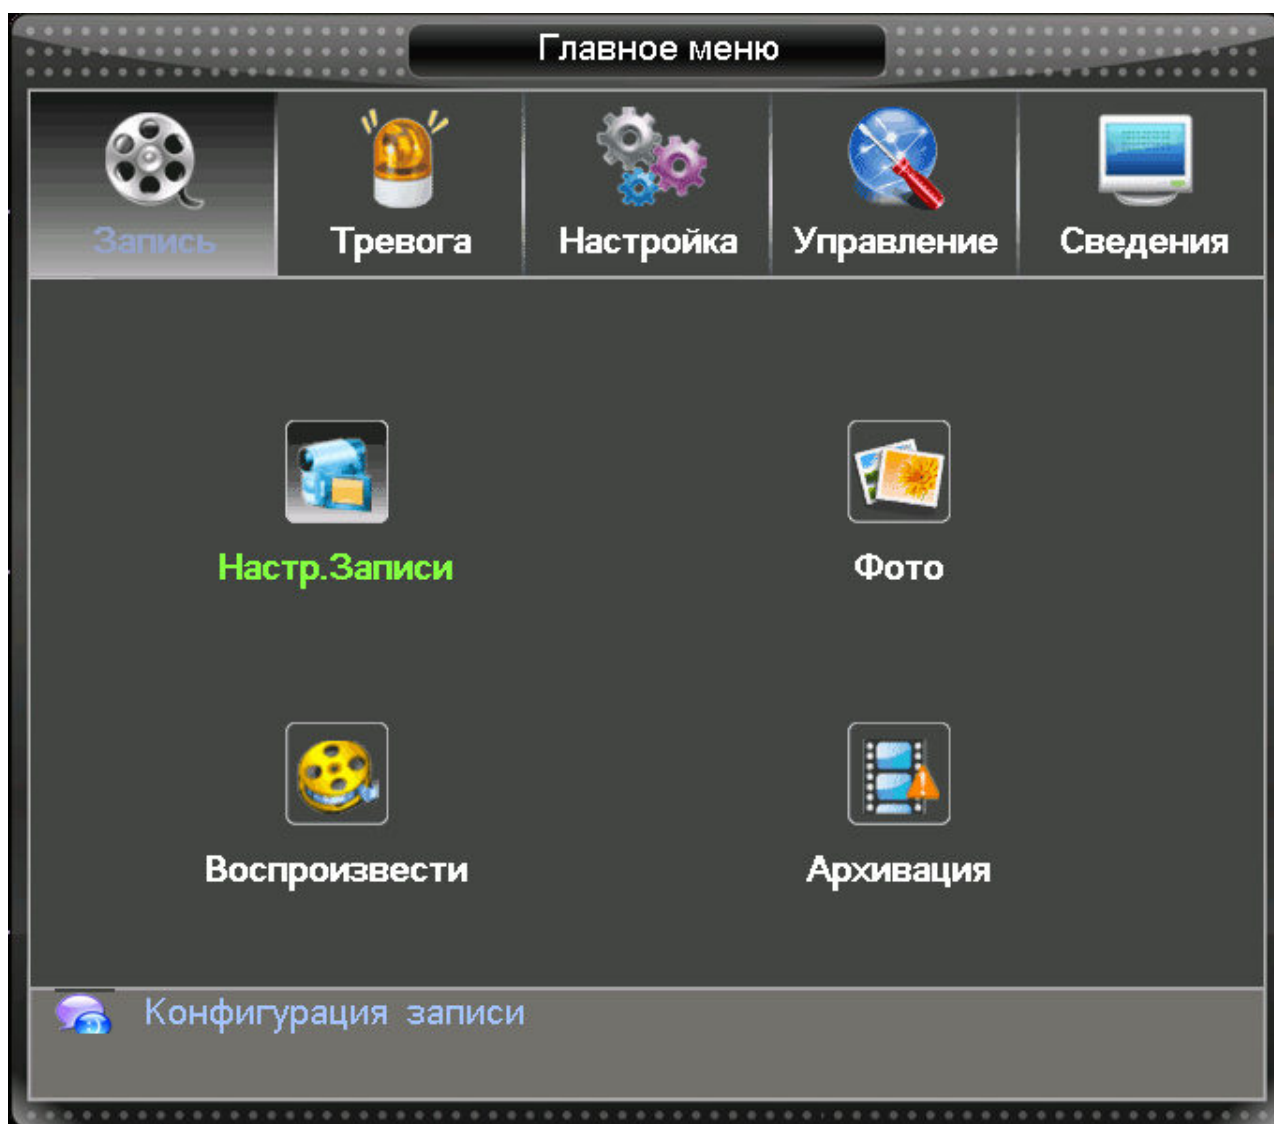 Главное меню
Запись Тревога Настройка Управление Сведения
Настр.Записи Фото
Воспроизвести Архивация
Конфигурация записи